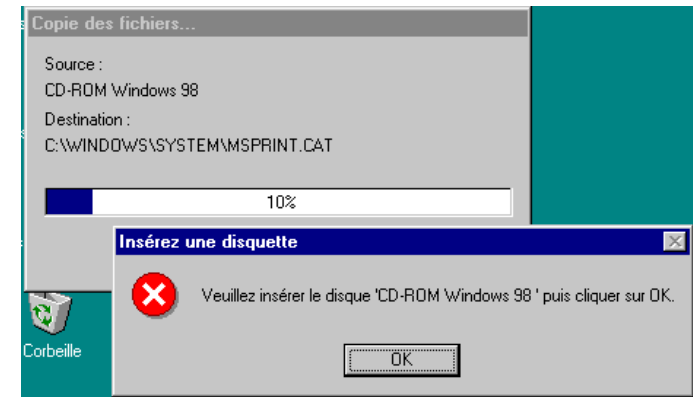 Copie des fichiers...
Source :
CD-ROM Windows 98
Destination :
C:\WINDOWS\SYSTEM\MSPRINT.CAT
10%
Insérez une disquette
Veuillez insérer le disque 'CD-ROM Windows 98 ' puis cliquer sur OK.
OK
Corbeille